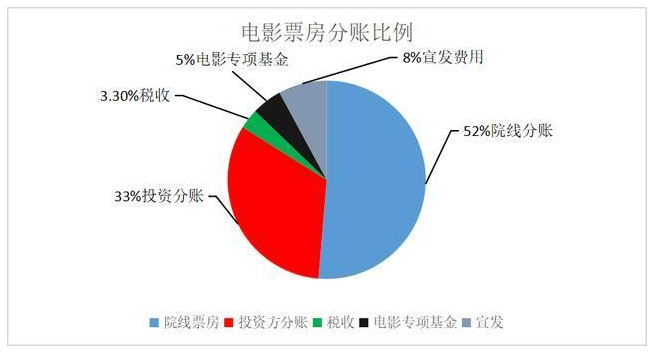 电影票房分账比例
5%电影专项基金
8%宣发费用
3.30%税收
52%院线分账
33%投资分账
院线票房 投资方分账 税收 电影专项基金 宣发